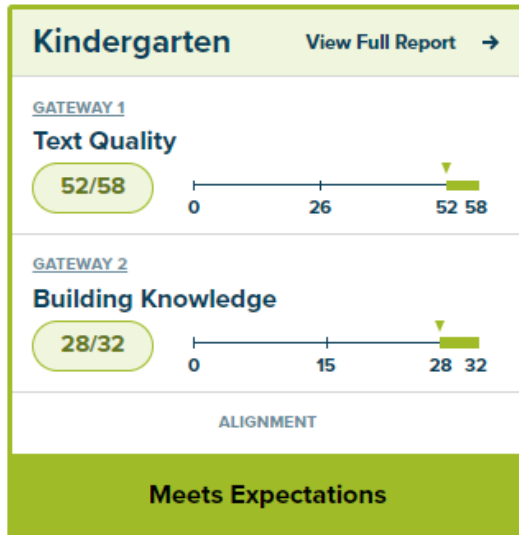 Kindergarten View Full Report →
GATEWAY 1
Text Quality
52/58
0 26 52 58
GATEWAY 2
Building Knowledge
28/32
0 15 28 32
ALIGNMENT
Meets Expectations